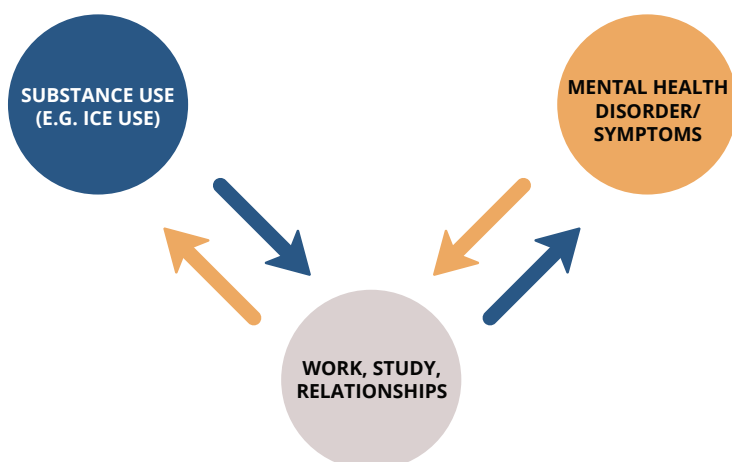 SUBSTANCE USE
(E.G. ICE USE)
MENTAL HEALTH
DISORDER/
SYMPTOMS
WORK, STUDY,
RELATIONSHIPS